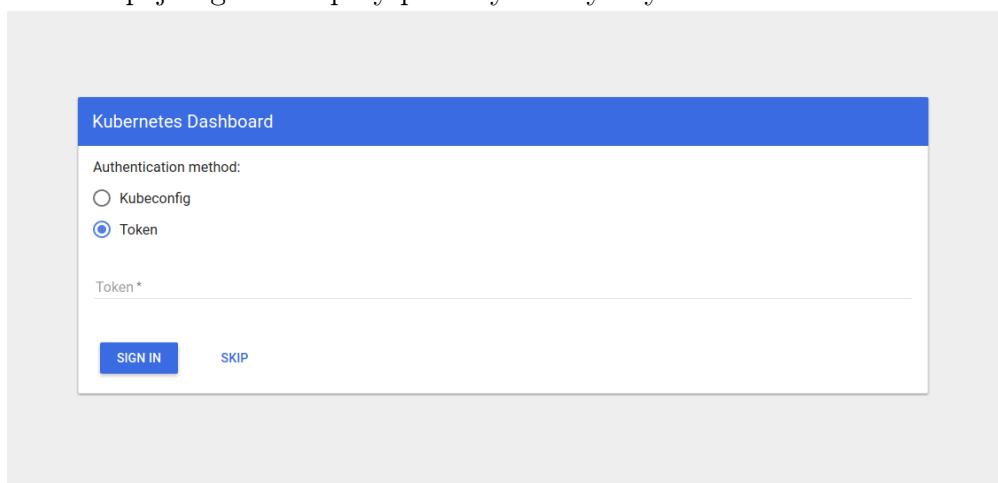 Kubernetes Dashboard
Authentication method:
Kubeconfig
Token
Token *
SIGN IN SKIP